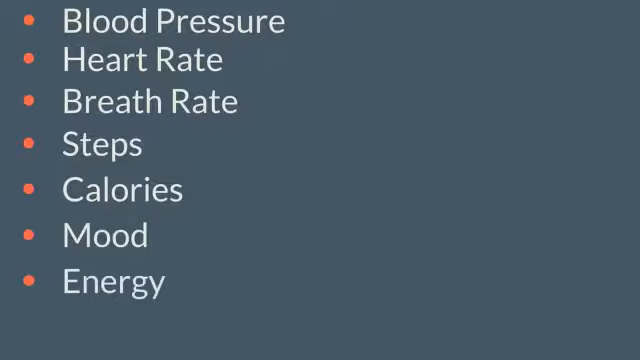 • Blood Pressure
• Heart Rate
• Breath Rate
• Steps
• Calories
• Mood
• Energy